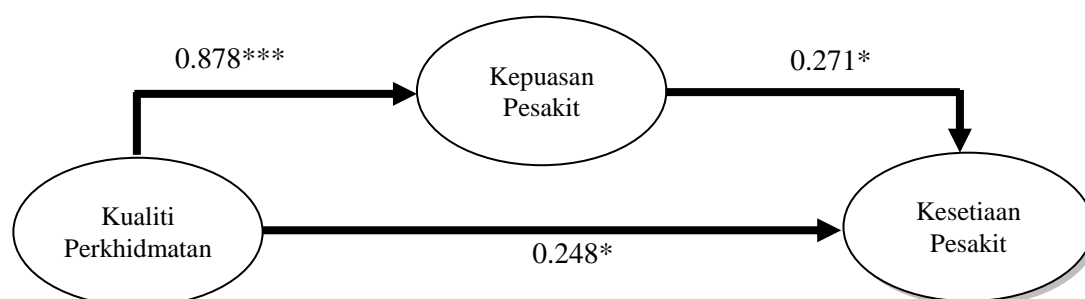 0.878***
Kepuasan
Pesakit
0.271*
Kualiti
Perkhidmatan
0.248*
Kesetiaan
Pesakit